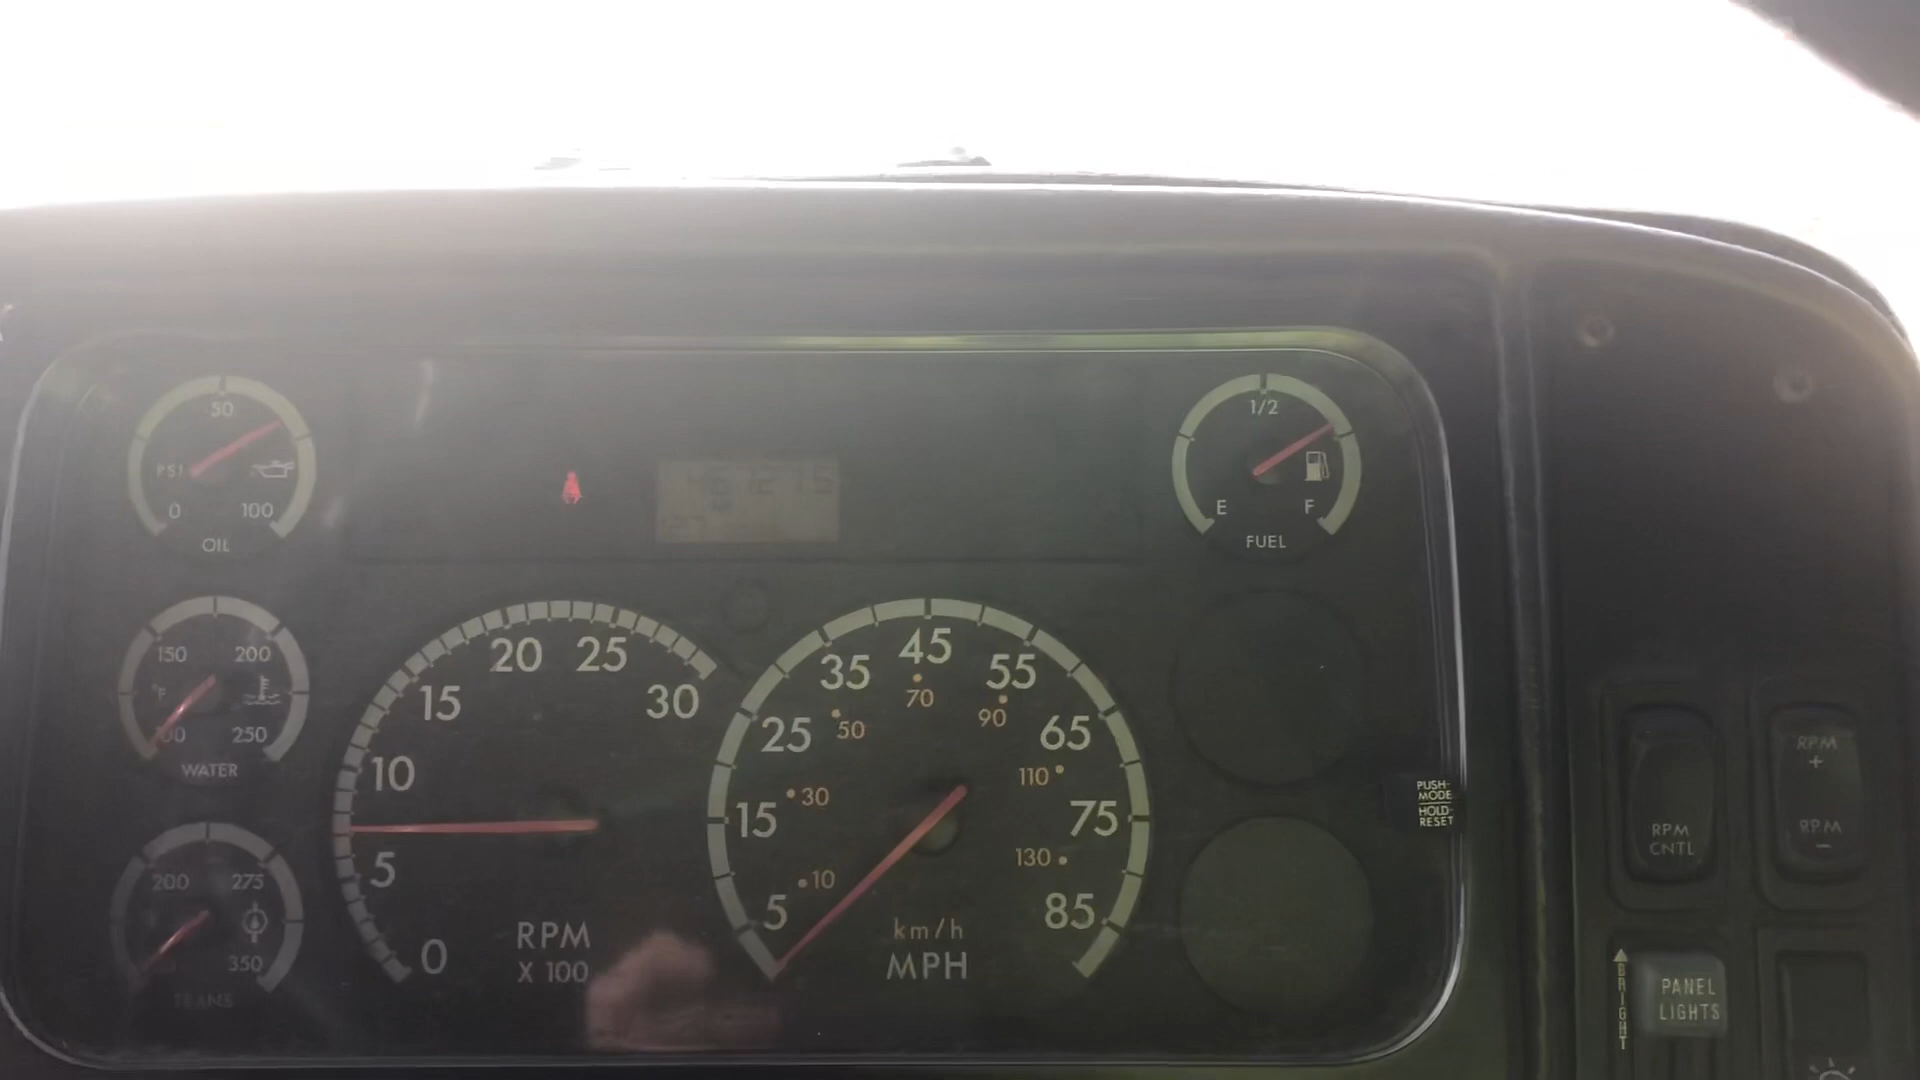 50
PSI
0
100
OIL
1/2
E
F
FUEL
150
200
°F
250
WATER
200
275
350
TRANS
0
5
10
15
20
25
30
RPM
X 100
5
15
25
35
45
55
65
75
85
10
30
50
70
90
110
130
km/h
MPH
PUSH-
MODE
HOLD-
RESET
RPM
CNTL
RPM
+
RPM
−
BRIGHT
PANEL
LIGHTS